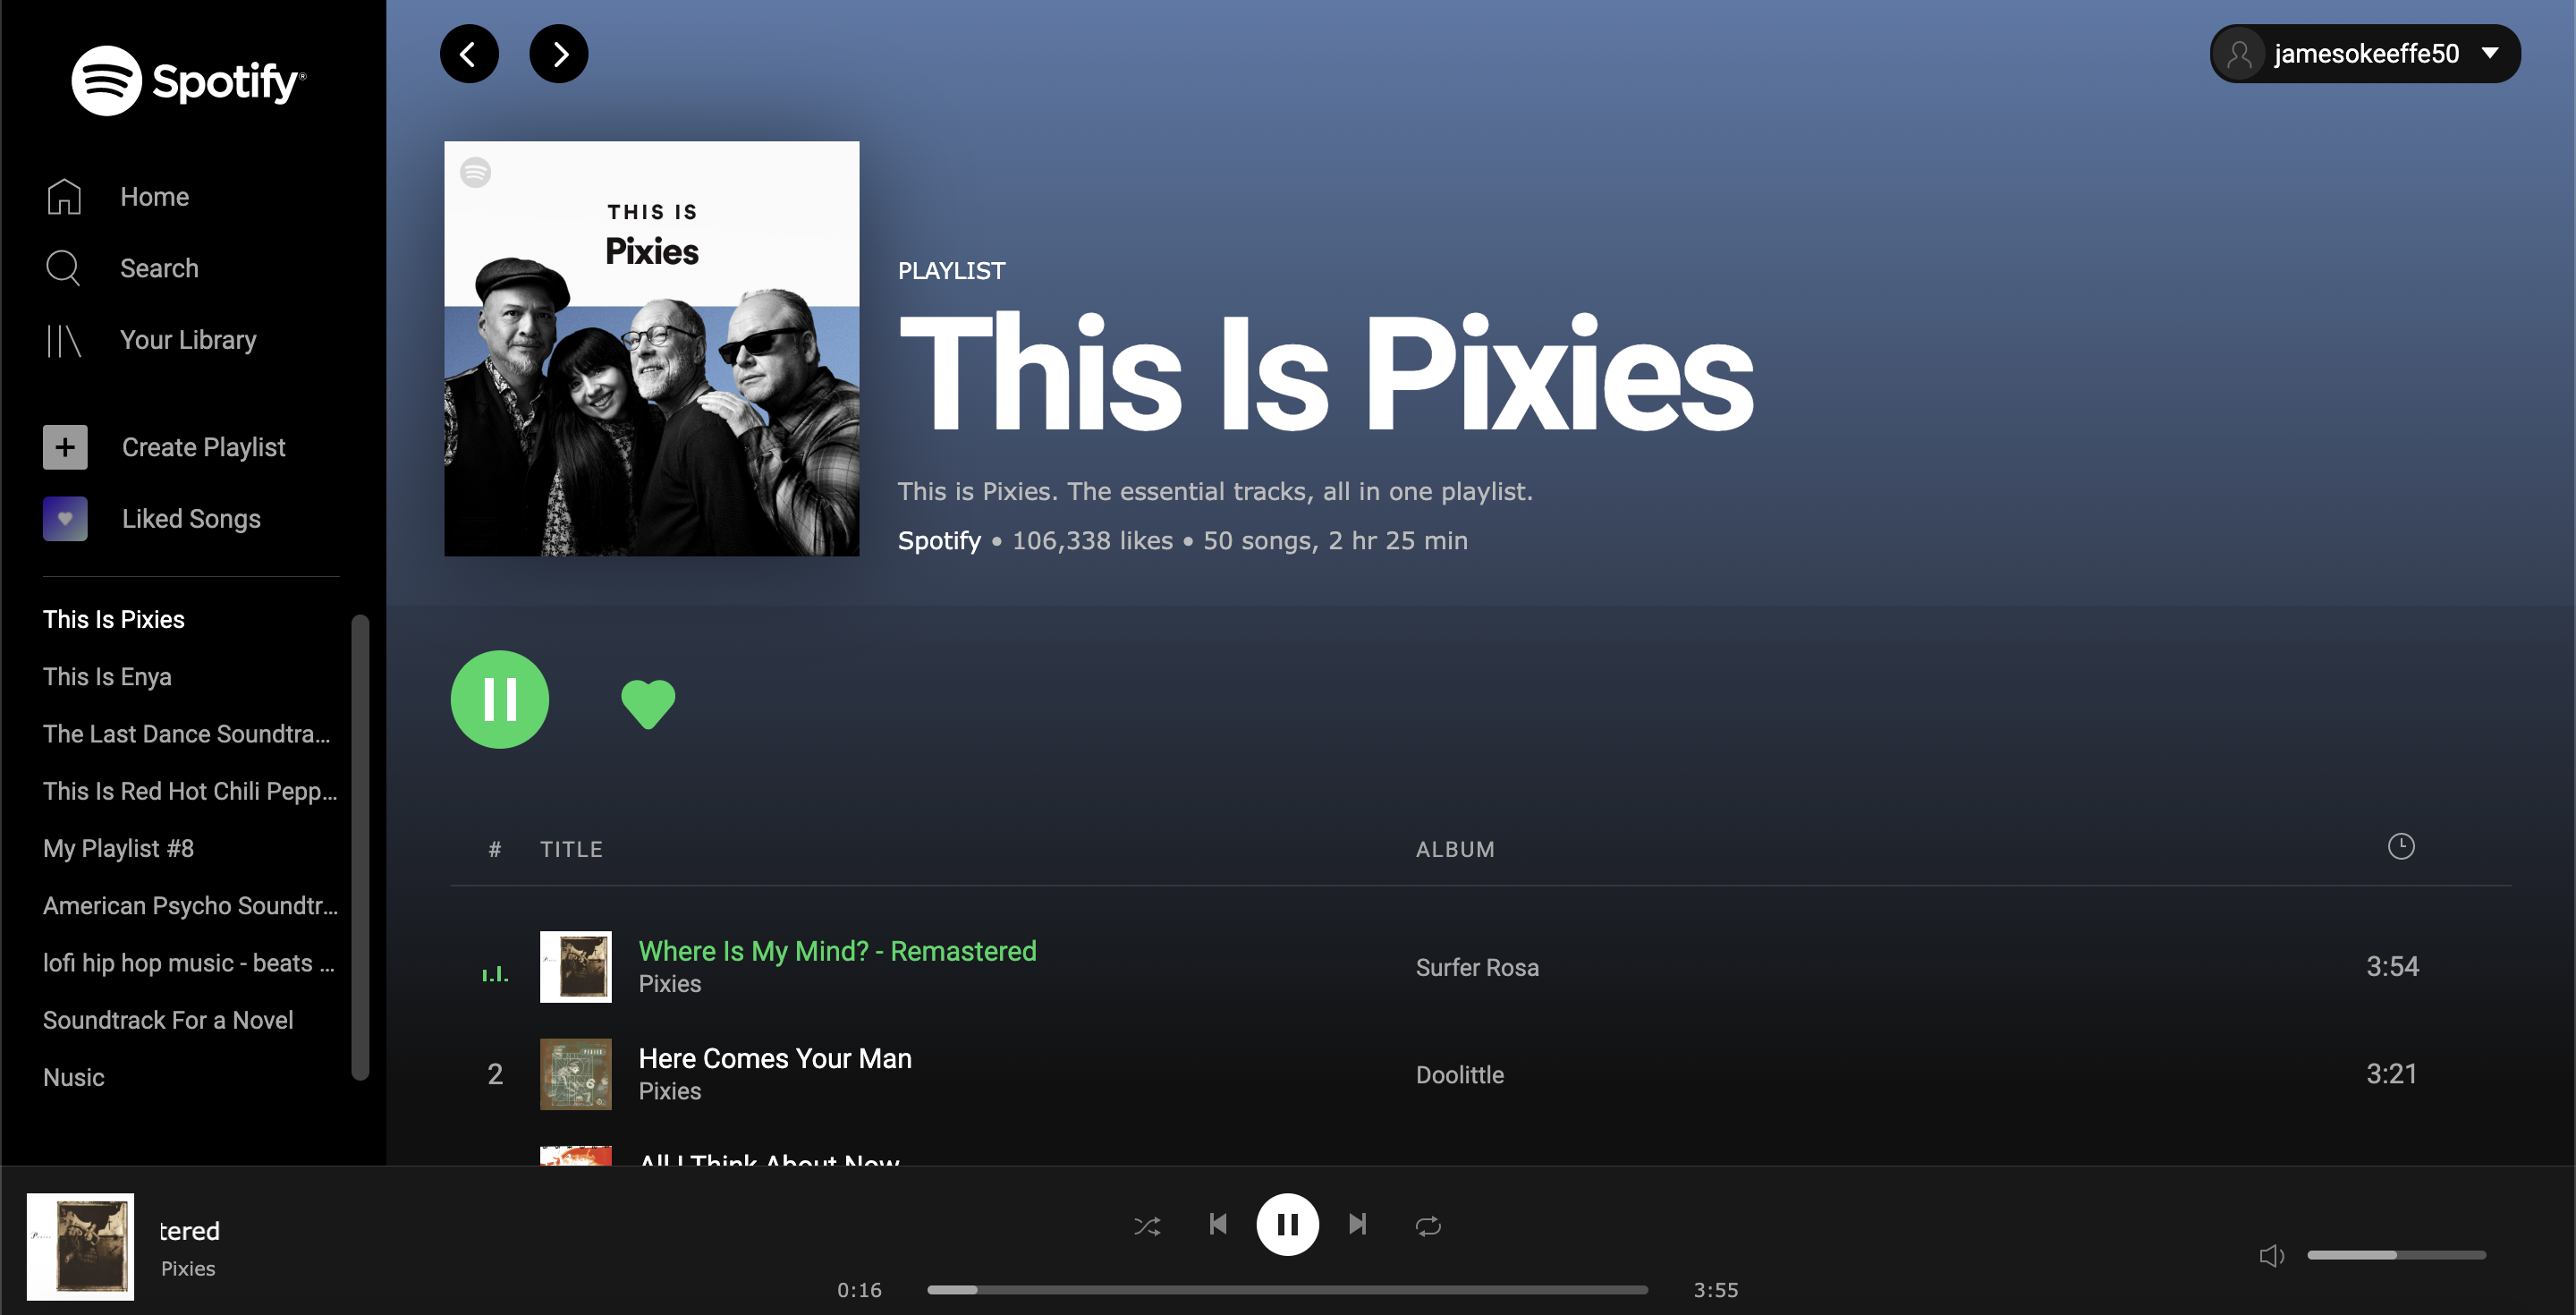 Spotify®
Home
Search
Your Library
Create Playlist
Liked Songs
This Is Pixies
This Is Enya
The Last Dance Soundtra...
This Is Red Hot Chili Pepp...
My Playlist #8
American Psycho Soundtr...
lofi hip hop music - beats ...
Soundtrack For a Novel
Nusic
jamesokeeffe50
THIS IS
Pixies
PLAYLIST
This Is Pixies
This is Pixies. The essential tracks, all in one playlist.
Spotify • 106,338 likes • 50 songs, 2 hr 25 min
# TITLE ALBUM
Where Is My Mind? - Remastered
Pixies
Surfer Rosa
3:54
2
Here Comes Your Man
Pixies
Doolittle
3:21
All I Think About Now
tered
Pixies
0:16
3:55